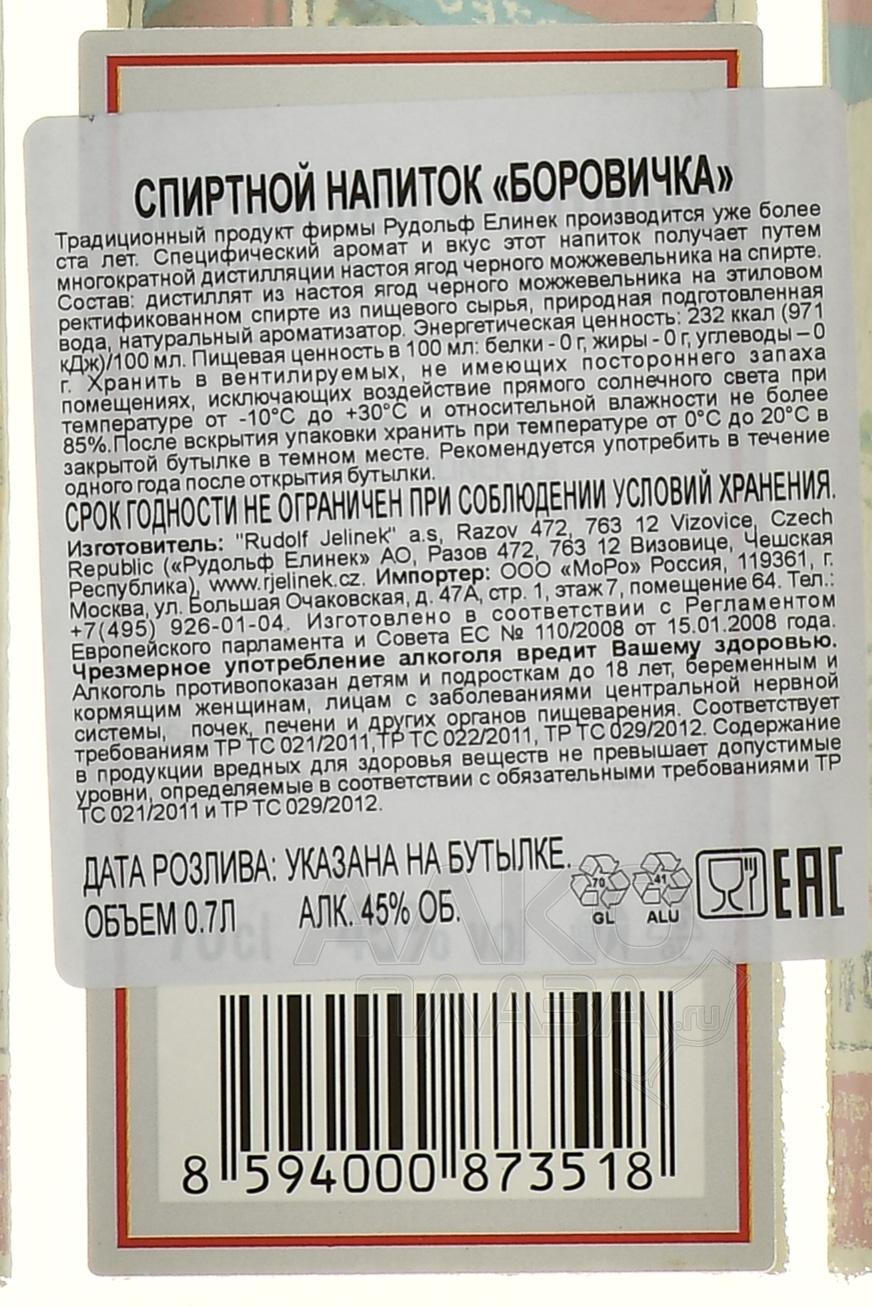 СПИРТНОЙ НАПИТОК «БОРОВИЧКА»
Традиционный продукт фирмы Рудольф Елинек производится уже более
ста лет. Специфический аромат и вкус этот напиток получает путем
многократной дистилляции настоя ягод черного можжевельника на спирте.
Состав: дистиллят из настоя ягод черного можжевельника на этиловом
ректификованном спирте из пищевого сырья, природная подготовленная
вода, натуральный ароматизатор. Энергетическая ценность: 232 ккал (971
кДж)/100 мл. Пищевая ценность в 100 мл: белки - 0 г, жиры - 0 г, углеводы – 0
г. Хранить в вентилируемых, не имеющих постороннего запаха
помещениях, исключающих воздействие прямого солнечного света при
температуре от -10°С до +30°С и относительной влажности не более
85%.После вскрытия упаковки хранить при температуре от 0°С до 20°С в
закрытой бутылке в темном месте. Рекомендуется употребить в течение
одного года после открытия бутылки.
СРОК ГОДНОСТИ НЕ ОГРАНИЧЕН ПРИ СОБЛЮДЕНИИ УСЛОВИЙ ХРАНЕНИЯ.
Изготовитель: "Rudolf Jelinek" a.s, Razov 472, 763 12 Vizovice, Czech
Republic («Рудольф Елинек» АО, Разов 472, 763 12 Визовице, Чешская
Республика), www.rjelinek.cz. Импортер: ООО «МоРо» Россия, 119361, г.
Москва, ул. Большая Очаковская, д. 47А, стр. 1, этаж 7, помещение 64. Тел.:
+7(495) 926-01-04. Изготовлено в соответствии с Регламентом
Европейского парламента и Совета ЕС № 110/2008 от 15.01.2008 года.
Чрезмерное употребление алкоголя вредит Вашему здоровью.
Алкоголь противопоказан детям и подросткам до 18 лет, беременным и
кормящим женщинам, лицам с заболеваниями центральной нервной
системы, почек, печени и других органов пищеварения. Соответствует
требованиям ТР ТС 021/2011,ТР ТС 022/2011, ТР ТС 029/2012. Содержание
в продукции вредных для здоровья веществ не превышает допустимые
уровни, определяемые в соответствии с обязательными требованиями ТР
ТС 021/2011 и ТР ТС 029/2012.
ДАТА РОЗЛИВА: УКАЗАНА НА БУТЫЛКЕ.
70 41
GL ALU
EAC
ОБЪЕМ 0.7Л АЛК. 45% ОБ.
70cl
АЛКО
ПЛАЗА.ru
8 594000 873518